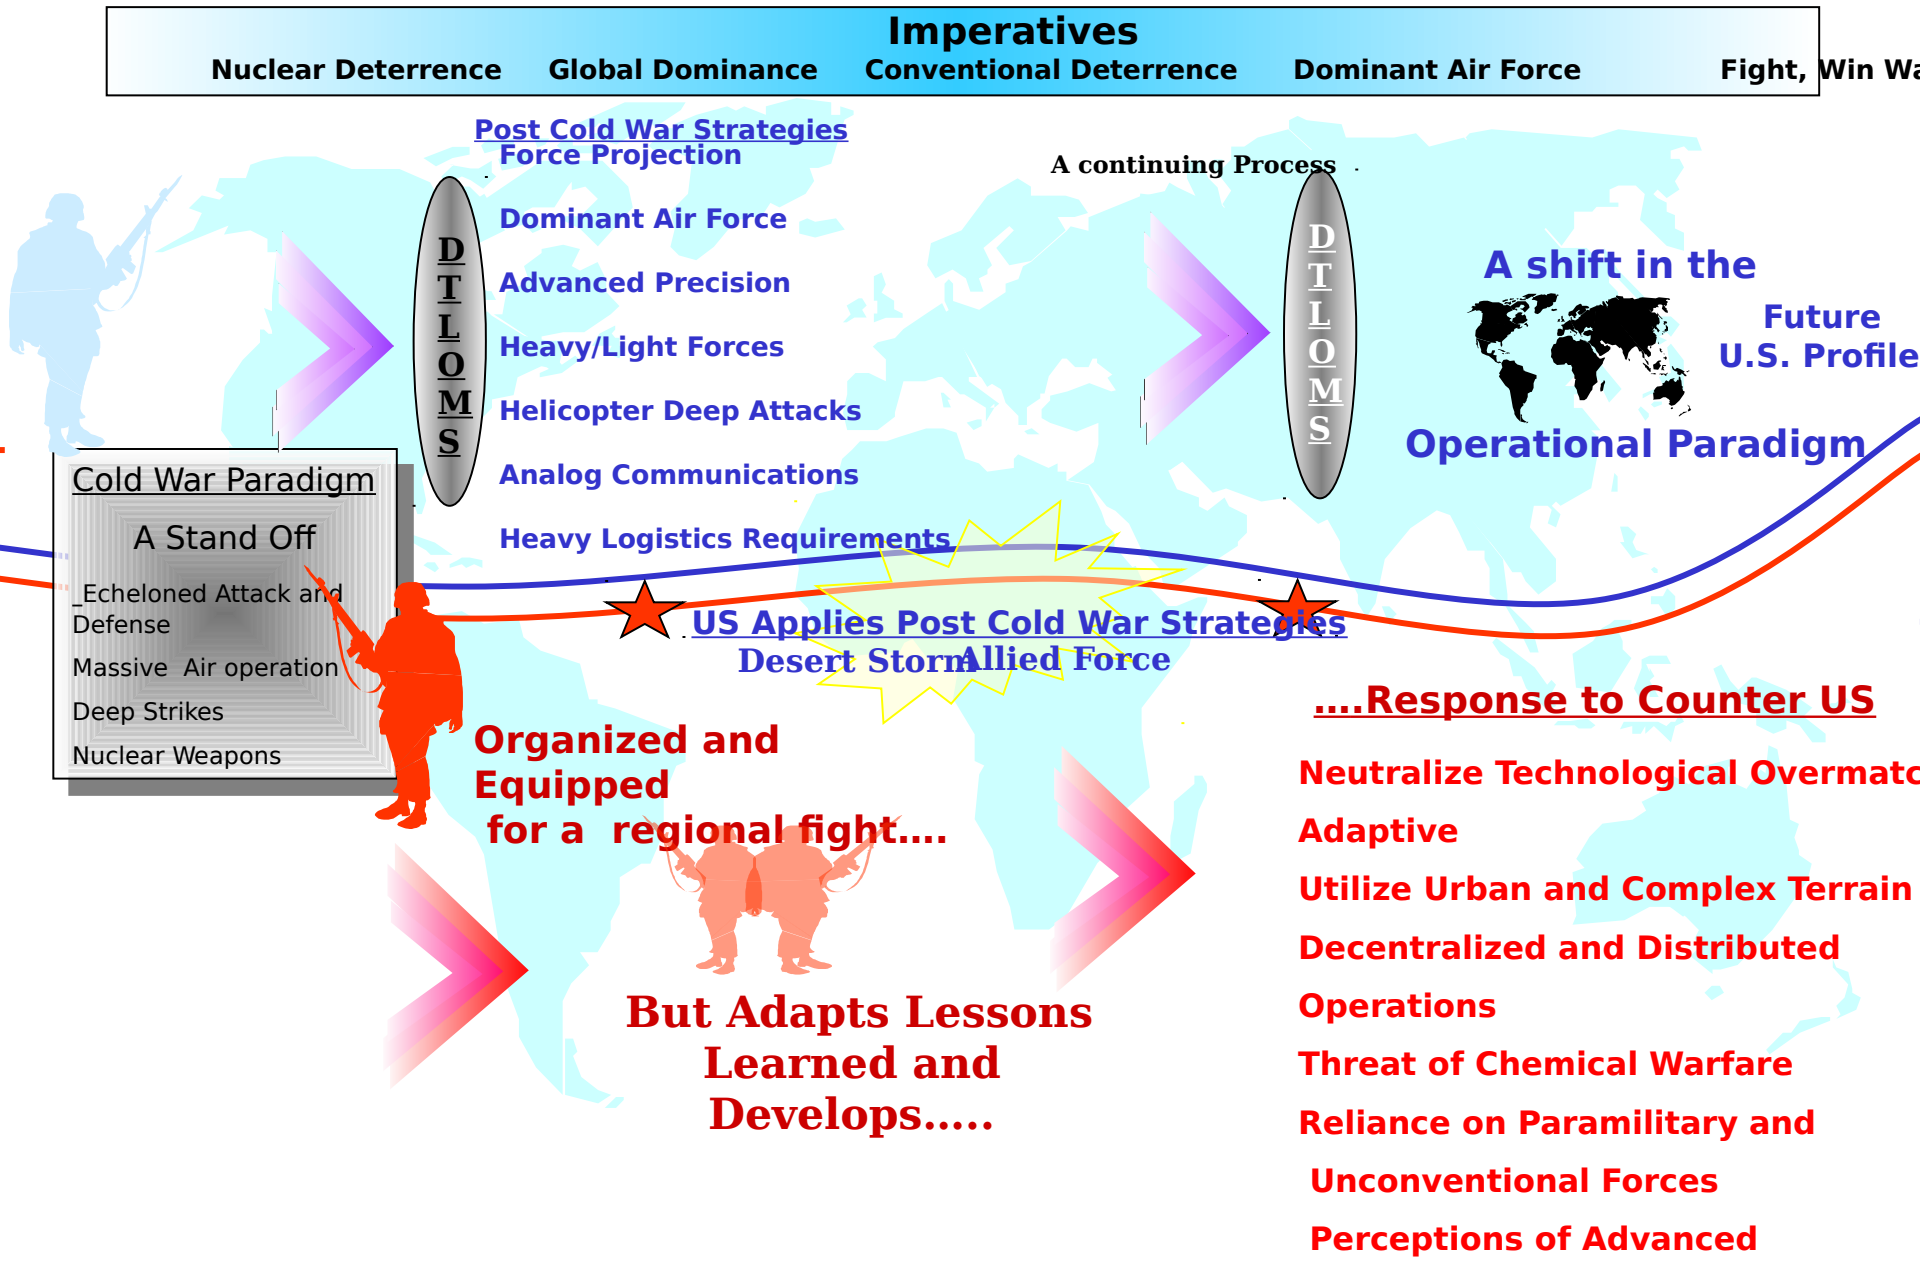 Imperatives
Nuclear Deterrence Global Dominance Conventional Deterrence Dominant Air Force Fight, Win
Post Cold War Strategies
Force Projection
Dominant Air Force
Advanced Precision
Heavy/Light Forces
Helicopter Deep Attacks
Analog Communications
Heavy Logistics Requirements
D
T
L
O
M
S
A continuing Process
D
T
L
O
M
S
A shift in the
Future
U.S. Profile
Operational Paradigm
Cold War Paradigm
A Stand Off
_Echeloned Attack and
Defense
Massive  Air operation
Deep Strikes
Nuclear Weapons
US Applies Post Cold War Strategies
Desert Storm
Allied Force
Organized and
Equipped
for a  regional fight....
But Adapts Lessons
Learned and
Develops.....
....Response to Counter US
Neutralize Technological
Adaptive
Utilize Urban and Complex Terrain
Decentralized and Distributed
Operations
Threat of Chemical Warfare
Reliance on Paramilitary and
Unconventional Forces
Perceptions of Advanced